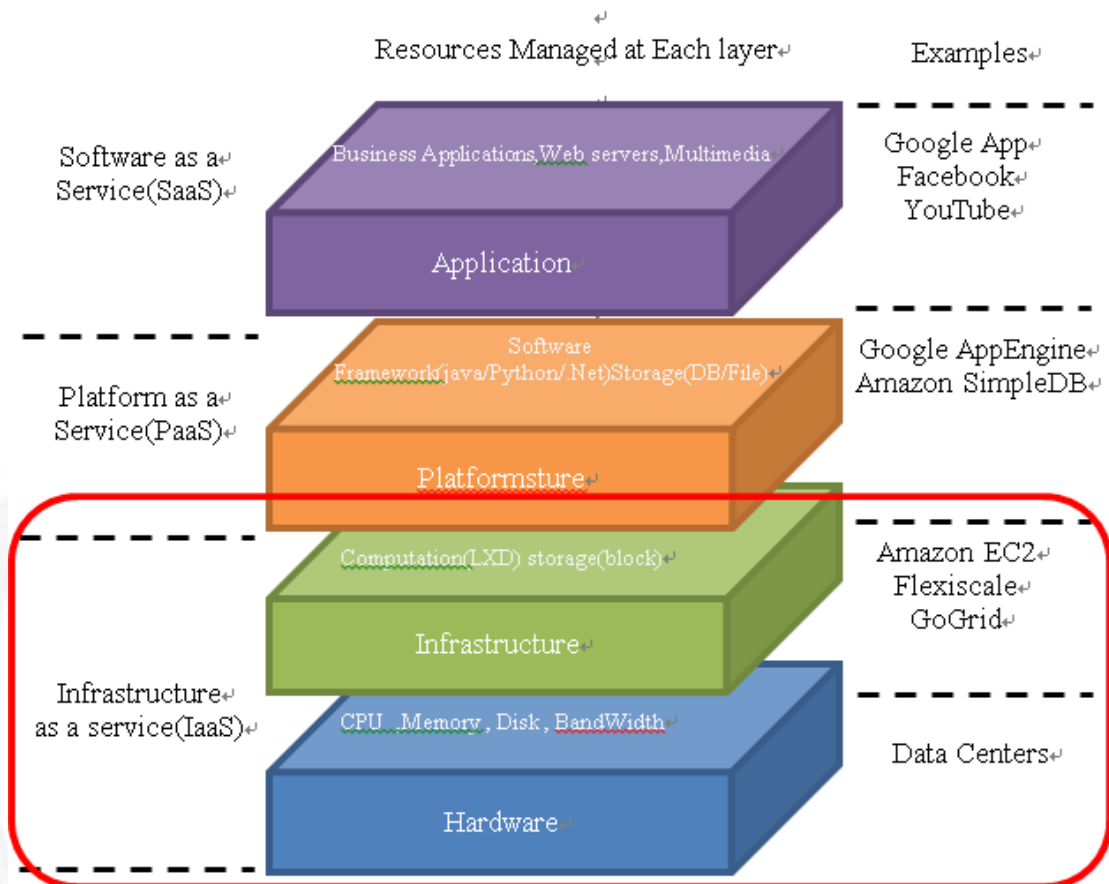 Resources Managed at Each layer
Examples
Software as a
Service(SaaS)
Business Applications,Web servers,Multimedia
Application
Google App
Facebook
YouTube
Platform as a
Service(PaaS)
Software
Framework(java/Python/.Net)Storage(DB/File)
Platformsture
Google AppEngine
Amazon SimpleDB
Infrastructure
as a service(IaaS)
Computation(LXD) storage(block)
Infrastructure
Amazon EC2
Flexiscale
GoGrid
CPU ,Memory , Disk , BandWidth
Hardware
Data Centers